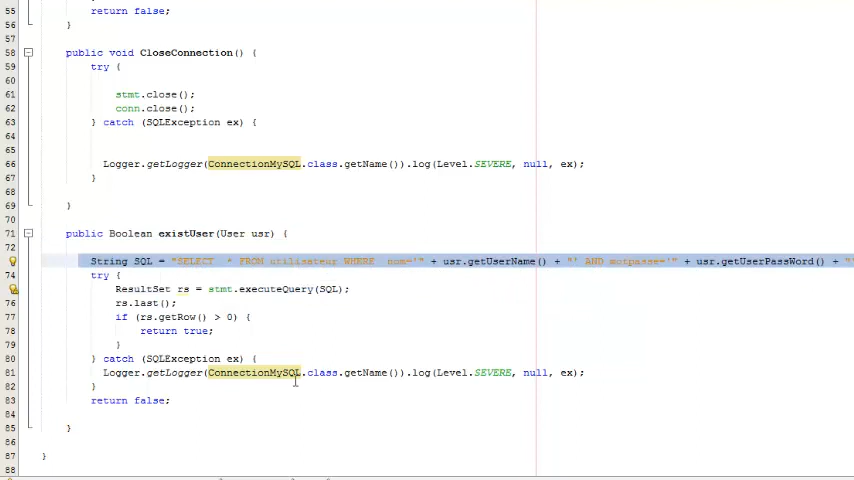 55 return false;
56 }
57
58 public void CloseConnection() {
59 try {
60
61 stmt.close();
62 conn.close();
63 } catch (SQLException ex) {
64
65
66 Logger.getLogger(ConnectionMySQL.class.getName()).log(Level.SEVERE, null, ex);
67 }
68
69 }
70
71 public Boolean existUser(User usr) {
72
String SQL = "SELECT * FROM utilisateur WHERE nom='" + usr.getUserName() + "' AND motpasse='" + usr.getUserPassWord() + "'
74 try {
ResultSet rs = stmt.executeQuery(SQL);
76 rs.last();
77 if (rs.getRow() > 0) {
78 return true;
79 }
80 } catch (SQLException ex) {
81 Logger.getLogger(ConnectionMySQL.class.getName()).log(Level.SEVERE, null, ex);
82 }
83 return false;
84
85 }
86
87 }
88